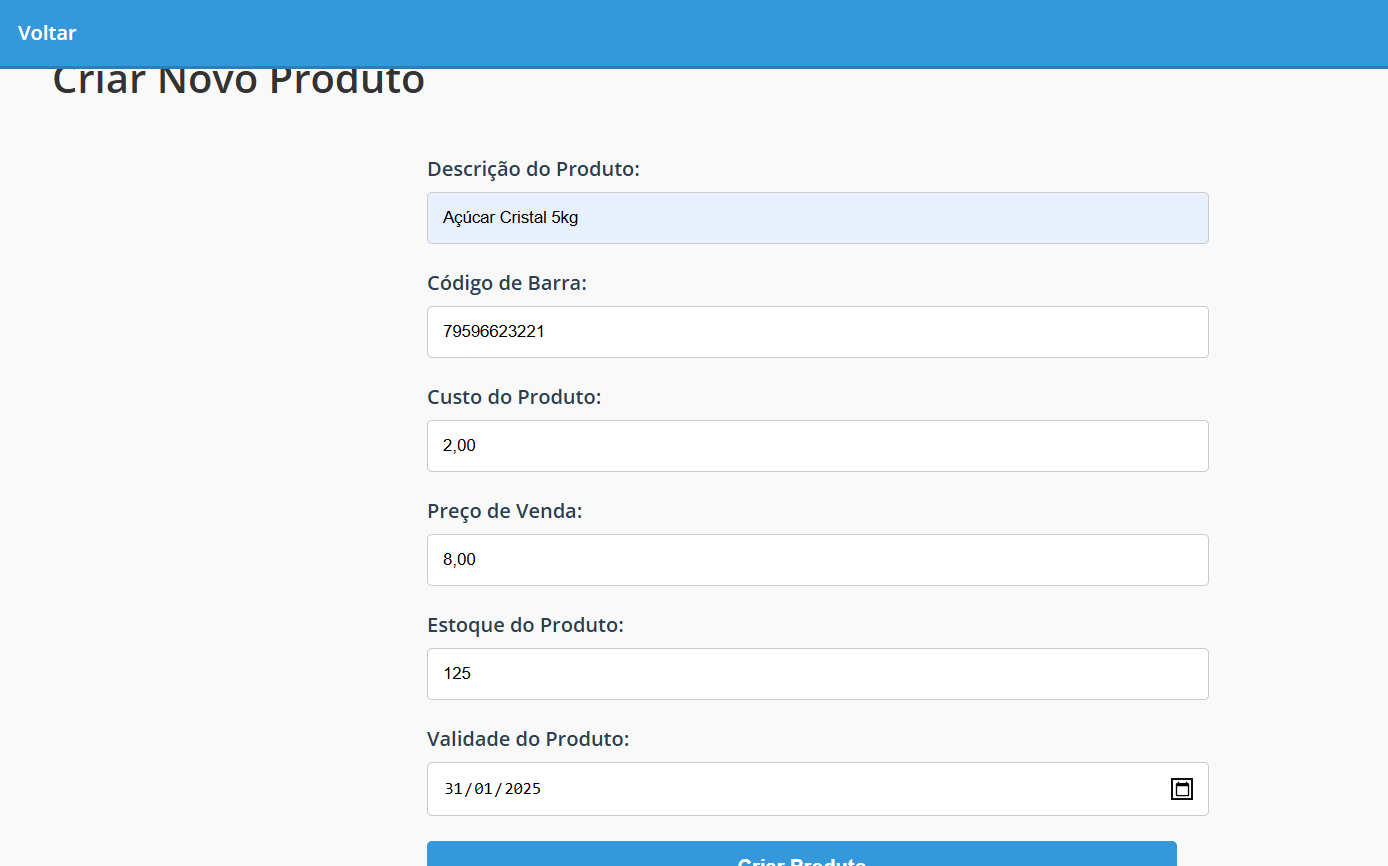 Voltar
Criar Novo Produto
Descrição do Produto:
Açúcar Cristal 5kg
Código de Barra:
79596623221
Custo do Produto:
2,00
Preço de Venda:
8,00
Estoque do Produto:
125
Validade do Produto:
31/01/2025
Criar Produto